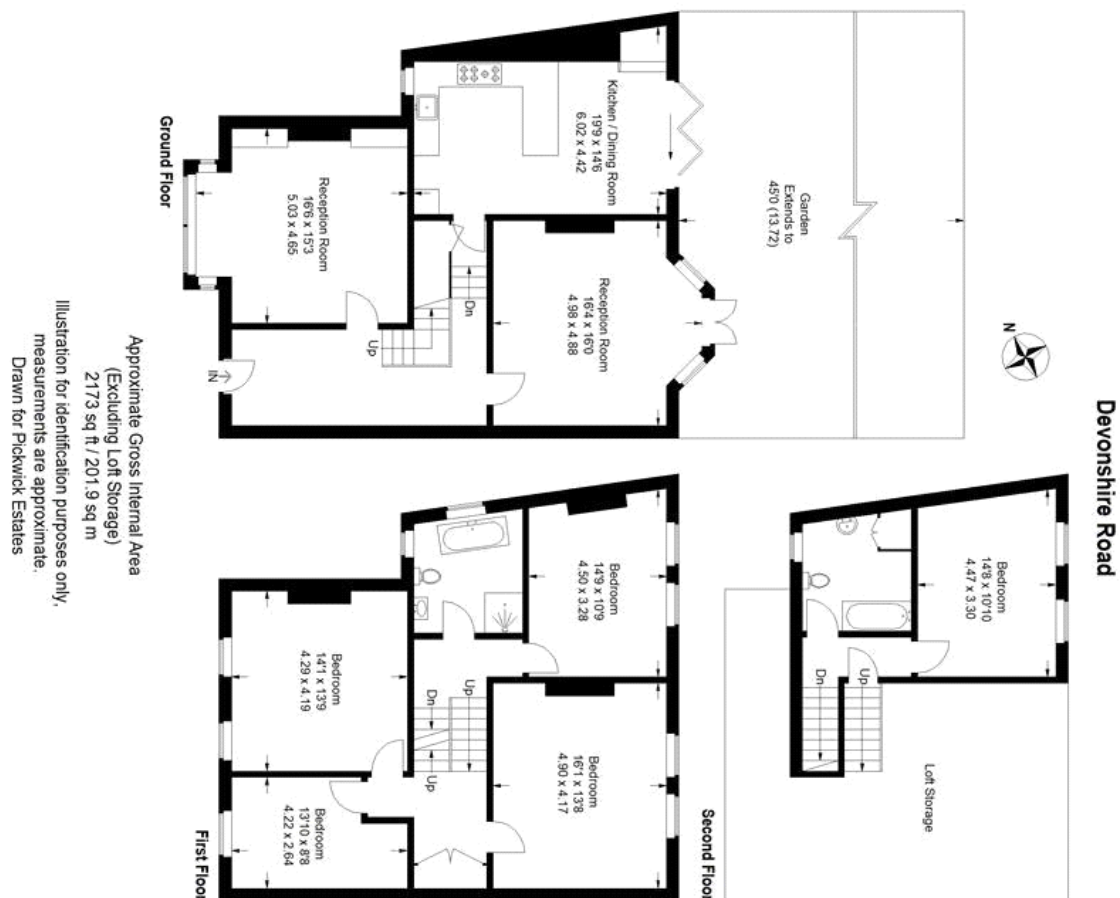 Devonshire Road
N
Garden
Extends to
45'0 (13.72)
Kitchen / Dining Room
19'9 x 14'6
6.02 x 4.42
Reception Room
16'4 x 16'0
4.98 x 4.88
Dn
Up
Reception Room
16'6 x 15'3
5.03 x 4.65
IN
Ground Floor
Bedroom
14'8 x 10'10
4.47 x 3.30
Up
Dn
Loft Storage
Second Floor
Bedroom
14'9 x 10'9
4.50 x 3.28
Bedroom
16'1 x 13'8
4.90 x 4.17
Up
Dn
Up
Bedroom
14'1 x 13'9
4.29 x 4.19
Bedroom
13'10 x 8'8
4.22 x 2.64
First Floor
Approximate Gross Internal Area
(Excluding Loft Storage)
2173 sq ft / 201.9 sq m
Illustration for identification purposes only,
measurements are approximate.
Drawn for Pickwick Estates